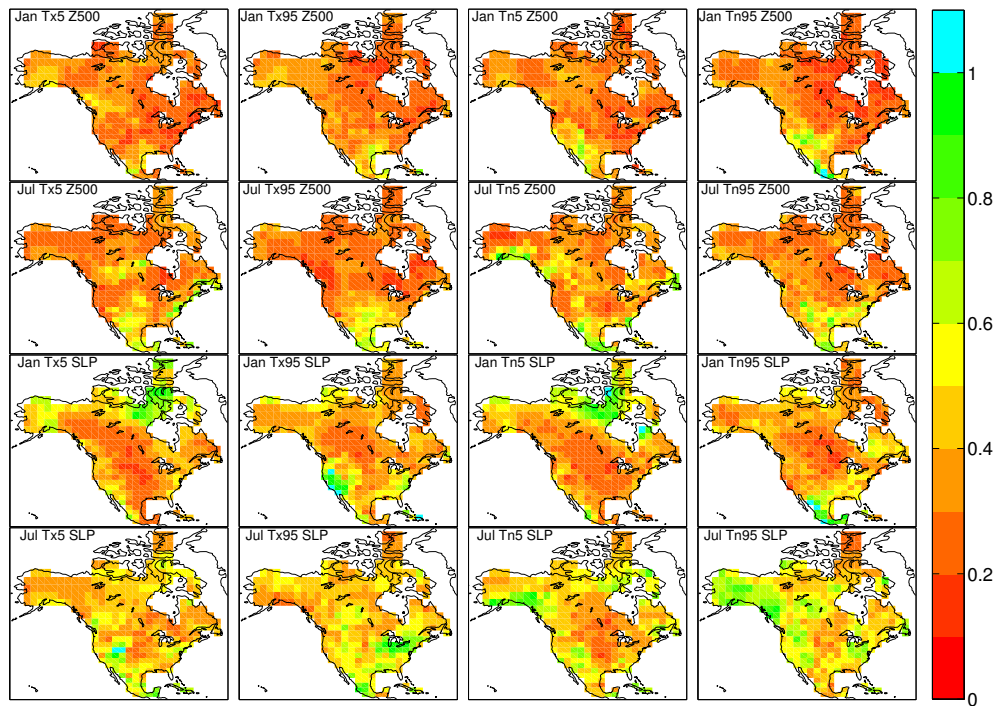 Jan Tx5 Z500
Jan Tx95 Z500
Jan Tn5 Z500
Jan Tn95 Z500
Jul Tx5 Z500
Jul Tx95 Z500
Jul Tn5 Z500
Jul Tn95 Z500
Jan Tx5 SLP
Jan Tx95 SLP
Jan Tn5 SLP
Jan Tn95 SLP
Jul Tx5 SLP
Jul Tx95 SLP
Jul Tn5 SLP
Jul Tn95 SLP
1
0.8
0.6
0.4
0.2
0